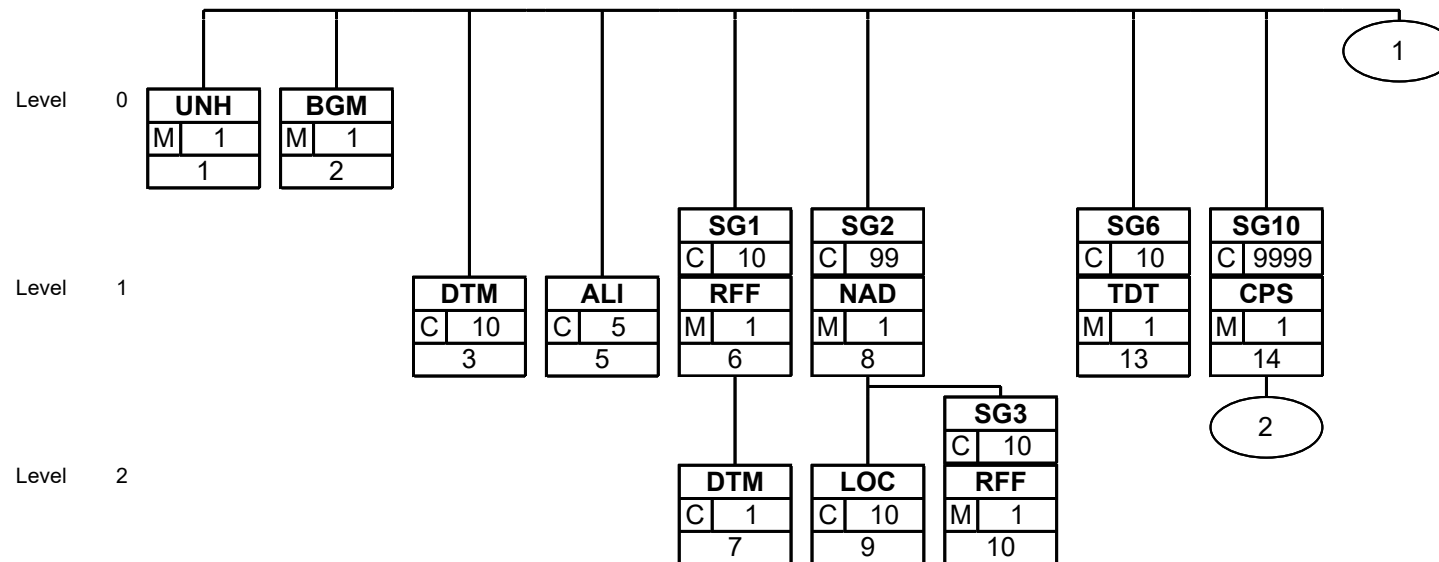 1
Level 0
UNH BGM
M 1 M 1
1 2
SG1 SG2 SG6 SG10
C 10 C 99 C 10 C 9999
Level 1
DTM ALI RFF NAD TDT CPS
C 10 C 5 M 1 M 1 M 1 M 1
3 5 6 8 13 14
SG3
C 10
2
Level 2
DTM LOC RFF
C 1 C 10 M 1
7 9 10